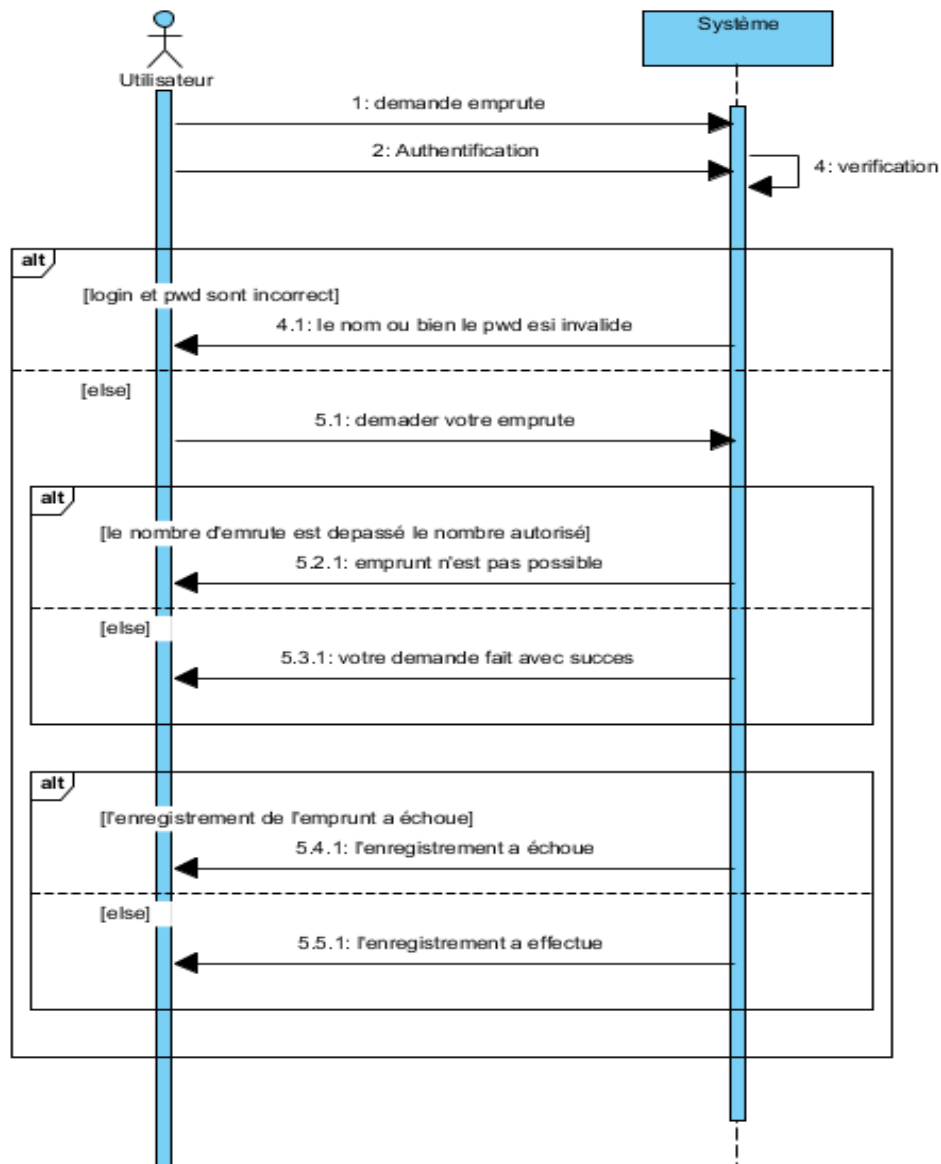 Système
Utilisateur
1: demande emprute
2: Authentification
4: verification
alt
[login et pwd sont incorrect]
4.1: le nom ou bien le pwd esi invalide
[else]
5.1: demader votre emprute
alt
[le nombre d'emrute est depassé le nombre autorisé]
5.2.1: emprunt n'est pas possible
[else]
5.3.1: votre demande fait avec succes
alt
[l'enregistrement de l'emprunt a échoue]
5.4.1: l'enregistrement a échoue
[else]
5.5.1: l'enregistrement a effectue